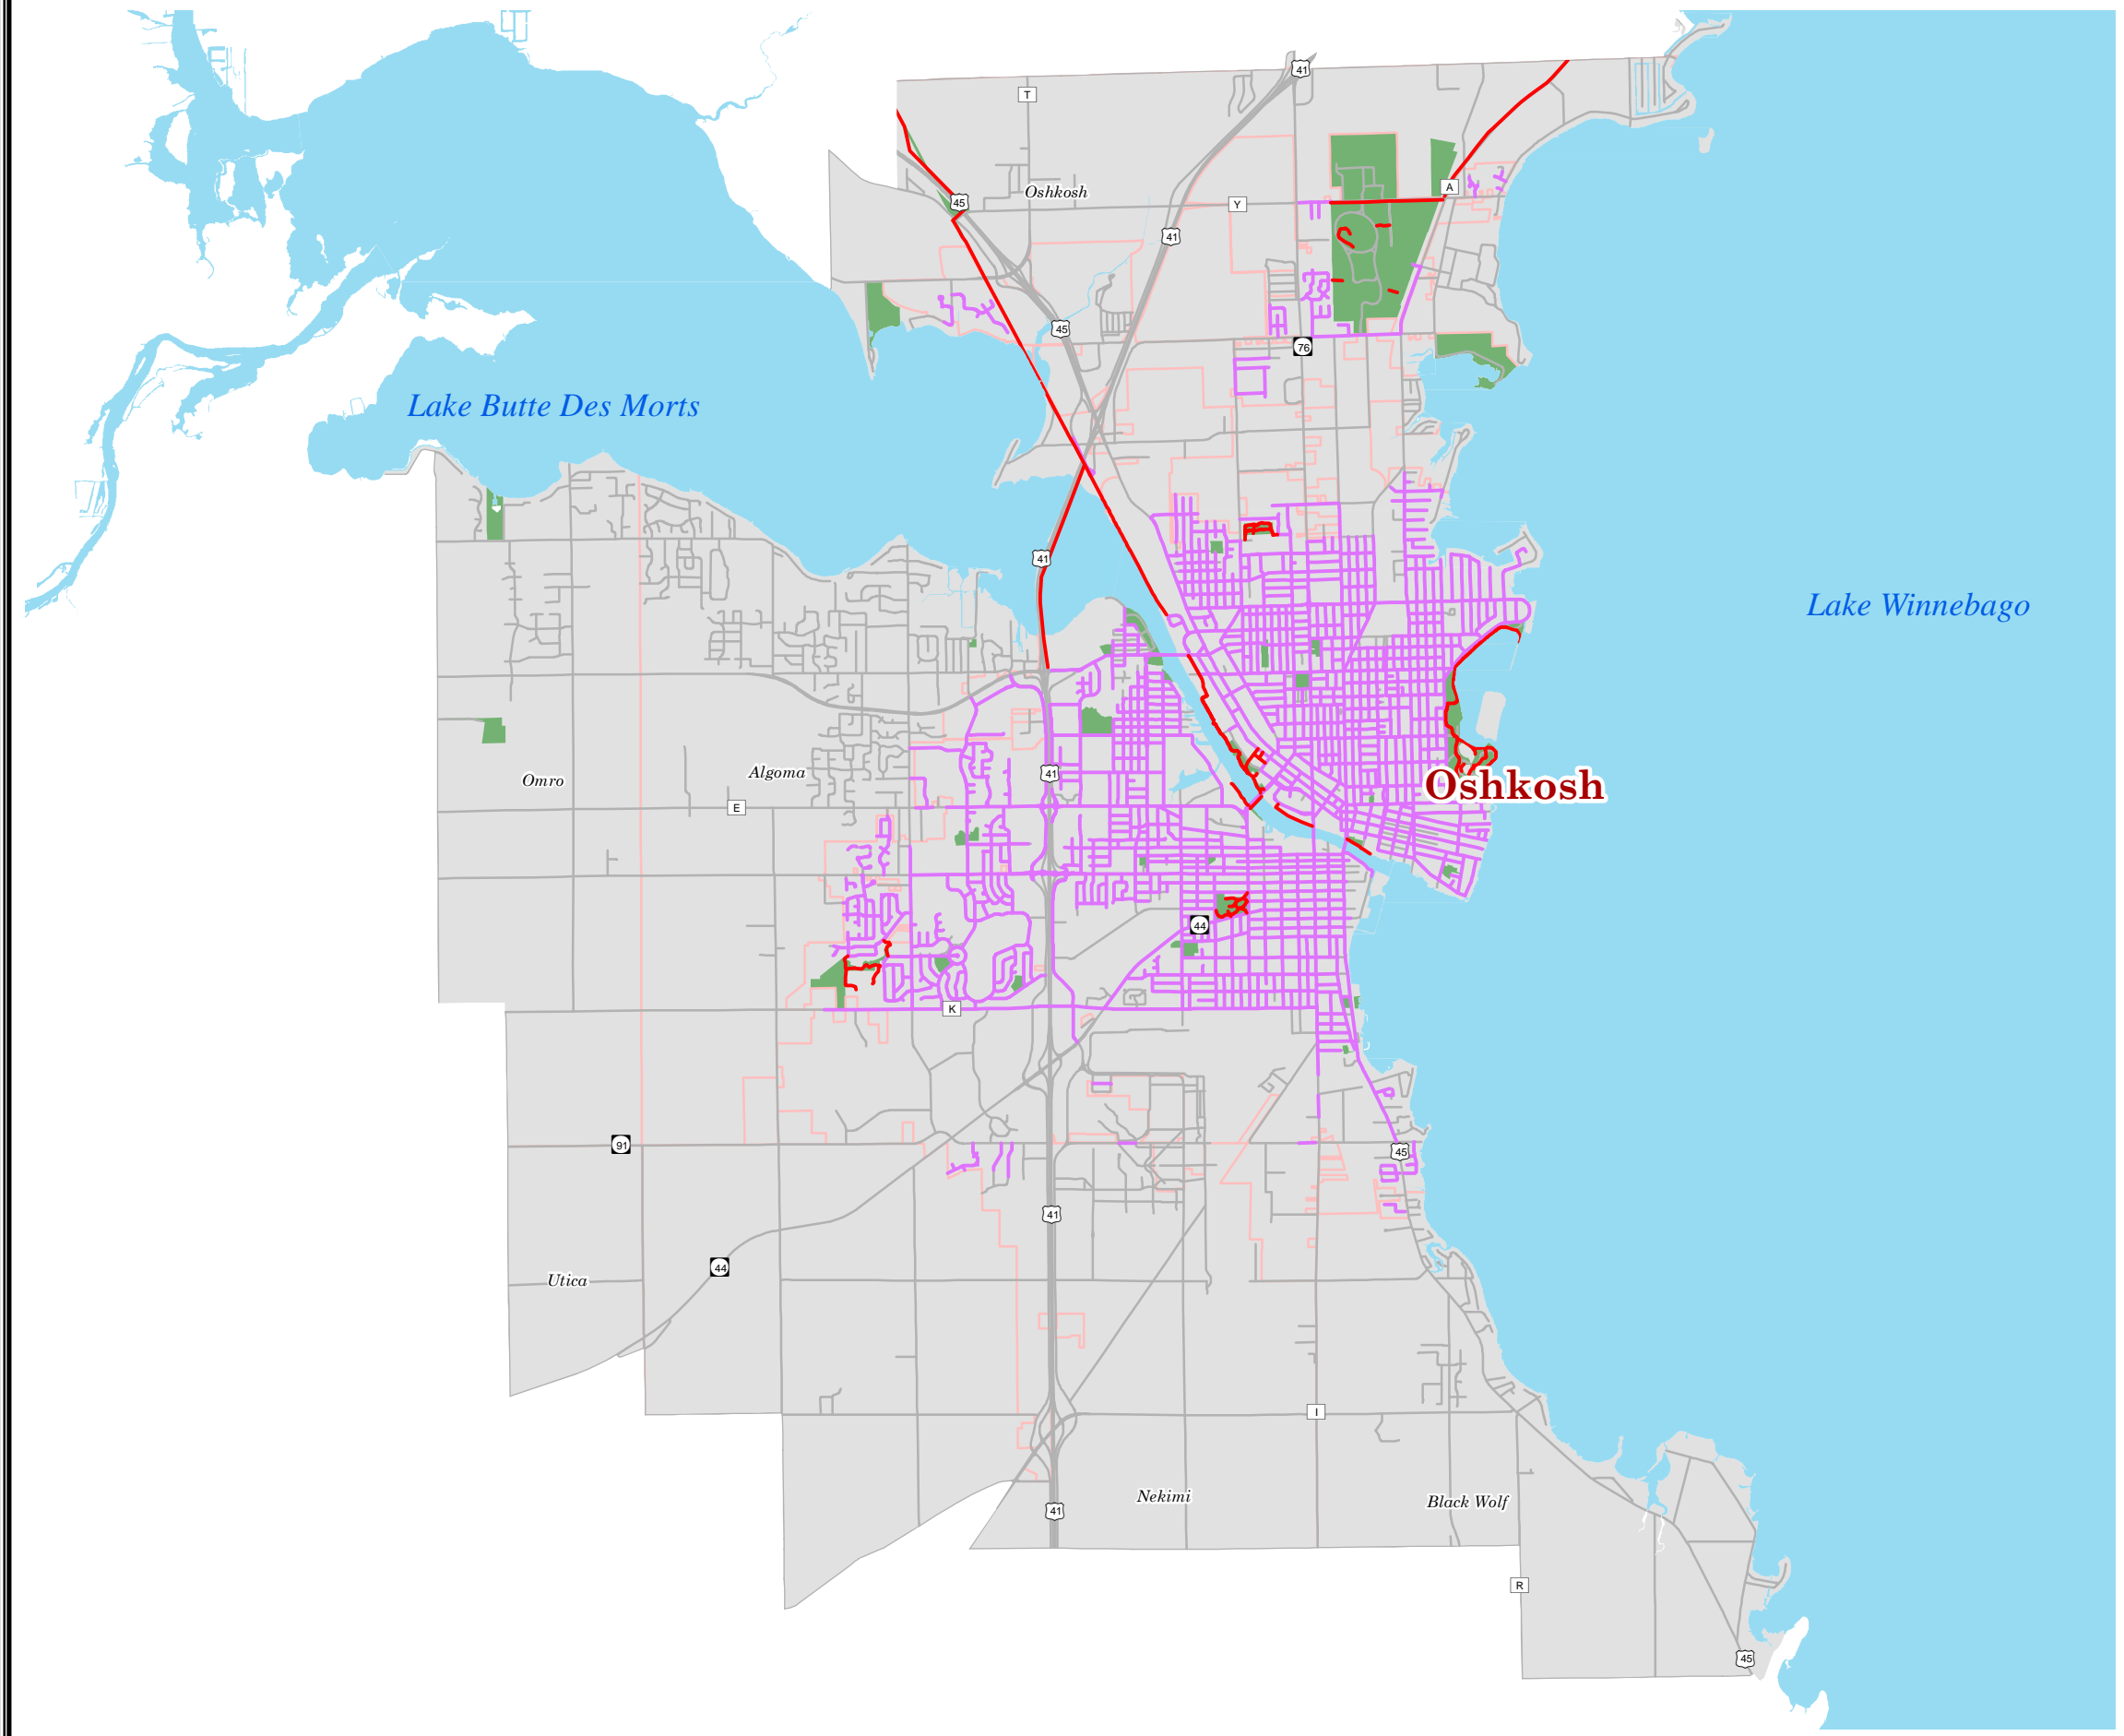 41
T
A
Oshkosh
45
Y
41
45
76
Lake Butte Des Morts
41
Lake Winnebago
41
Omro
Algoma
Oshkosh
E
44
K
91
45
41
44
Utica
I
Nekimi
Black Wolf
41
R
45